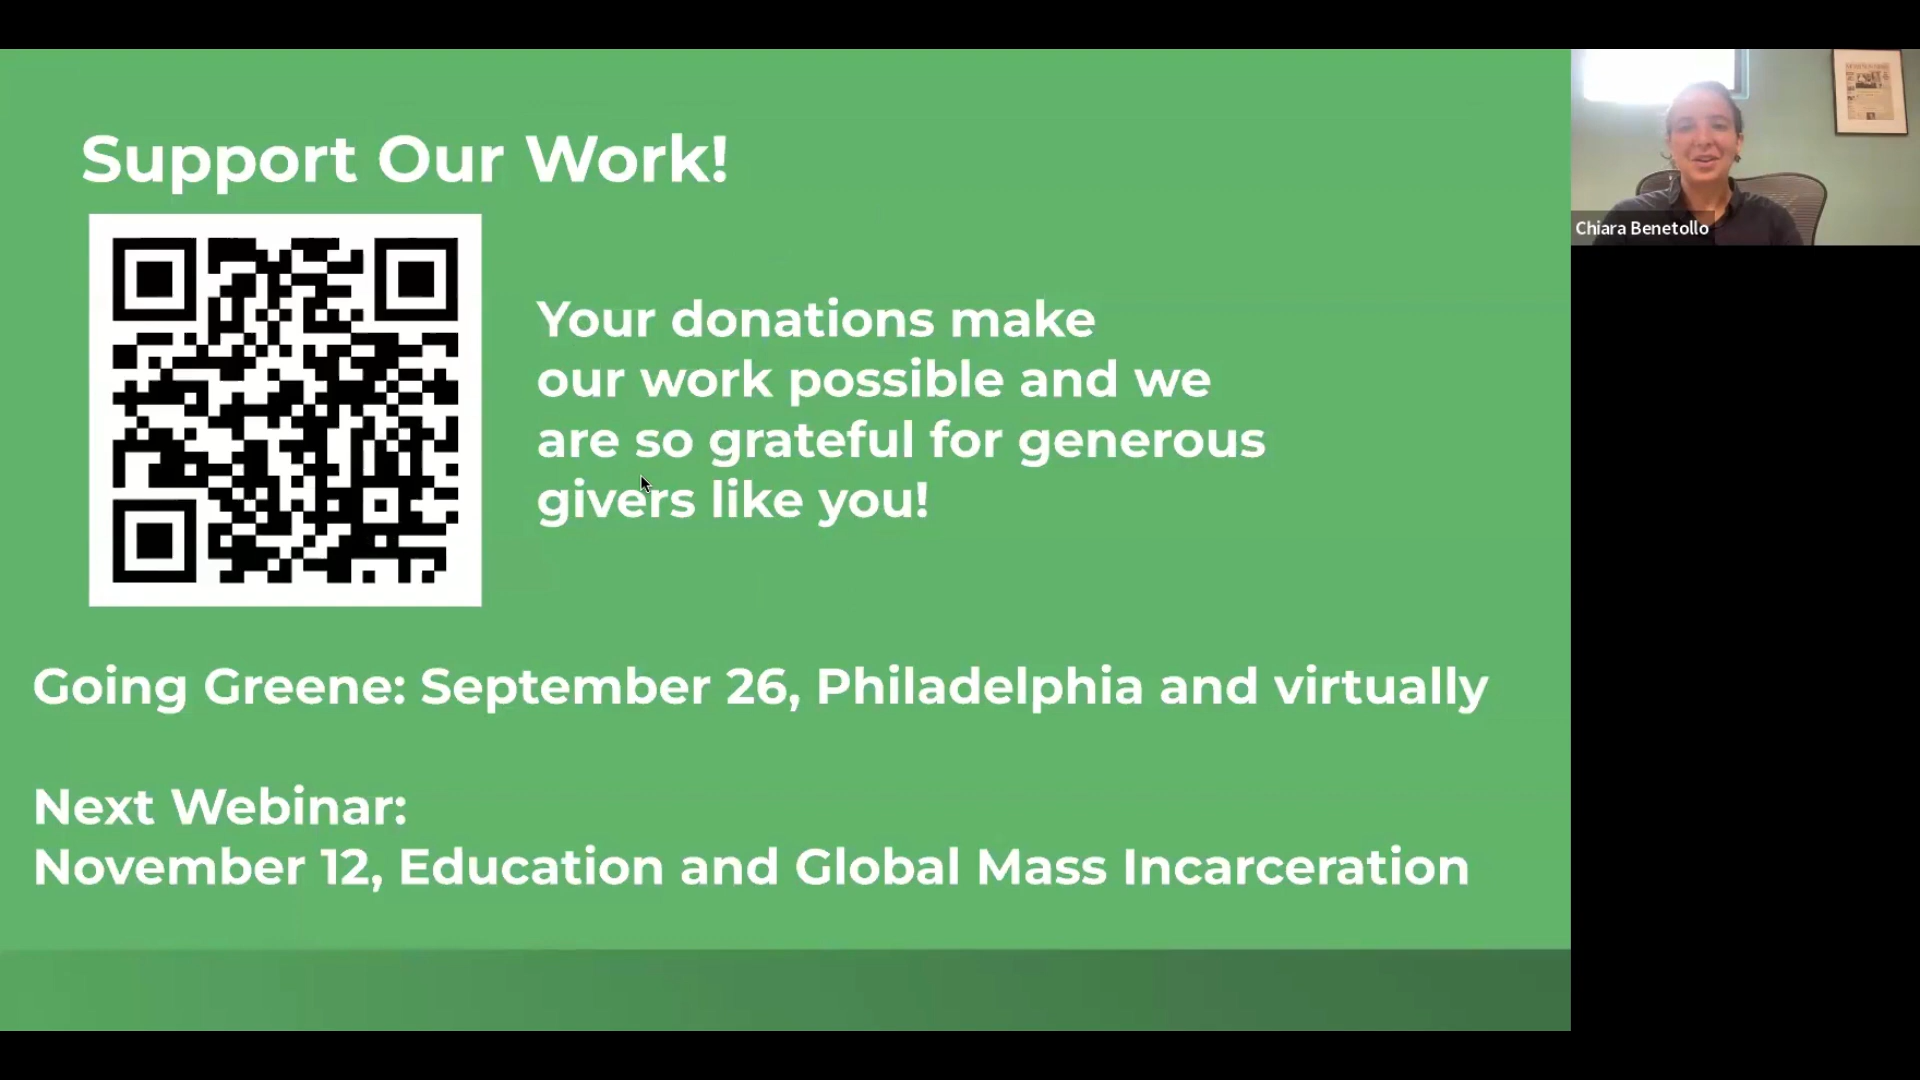 Support Our Work!
Your donations make
our work possible and we
are so grateful for generous
givers like you!
Going Greene: September 26, Philadelphia and virtually
Next Webinar:
November 12, Education and Global Mass Incarceration
Chiara Benetollo